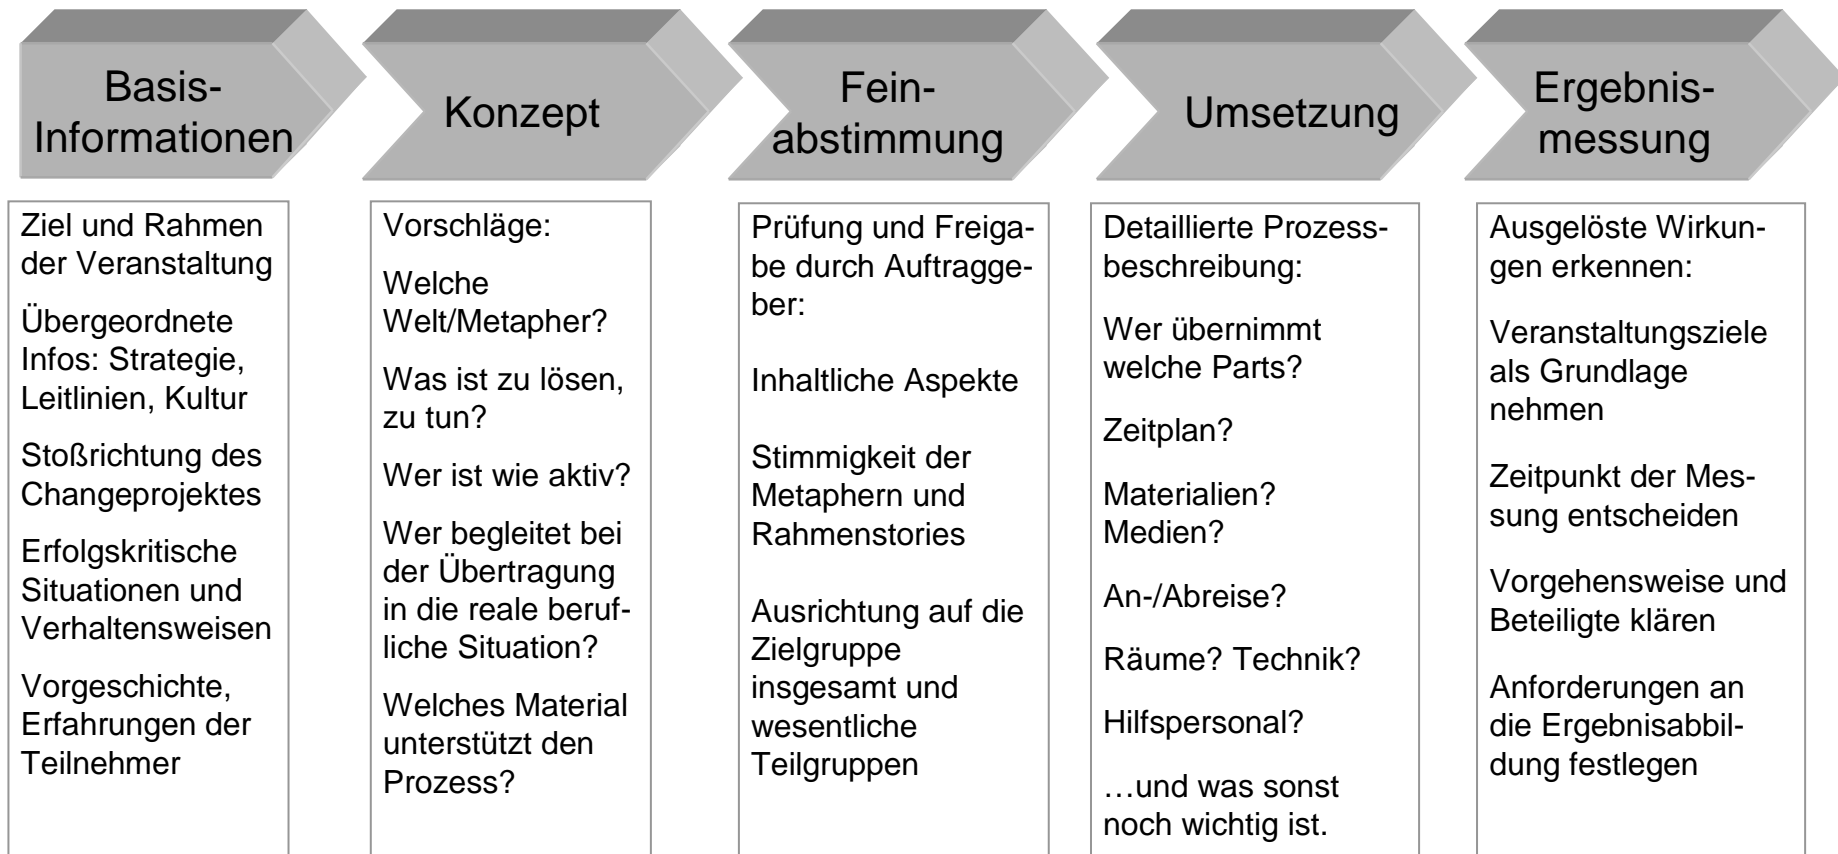 Basis-
Informationen
Konzept
Fein-
abstimmung
Umsetzung
Ergebnis-
messung
Ziel und Rahmen
der Veranstaltung
Übergeordnete
Infos: Strategie,
Leitlinien, Kultur
Stoßrichtung des
Changeprojektes
Erfolgskritische
Situationen und
Verhaltensweisen
Vorgeschichte,
Erfahrungen der
Teilnehmer
Vorschläge:
Welche
Welt/Metapher?
Was ist zu lösen,
zu tun?
Wer ist wie aktiv?
Wer begleitet bei
der Übertragung
in die reale beruf-
liche Situation?
Welches Material
unterstützt den
Prozess?
Prüfung und Freiga-
be durch Auftragge-
ber:
Inhaltliche Aspekte
Stimmigkeit der
Metaphern und
Rahmenstories
Ausrichtung auf die
Zielgruppe
insgesamt und
wesentliche
Teilgruppen
Detaillierte Prozess-
beschreibung:
Wer übernimmt
welche Parts?
Zeitplan?
Materialien?
Medien?
An-/Abreise?
Räume? Technik?
Hilfspersonal?
…und was sonst
noch wichtig ist.
Ausgelöste Wirkun-
gen erkennen:
Veranstaltungsziele
als Grundlage
nehmen
Zeitpunkt der Mes-
sung entscheiden
Vorgehensweise und
Beteiligte klären
Anforderungen an
die Ergebnisabbil-
dung festlegen